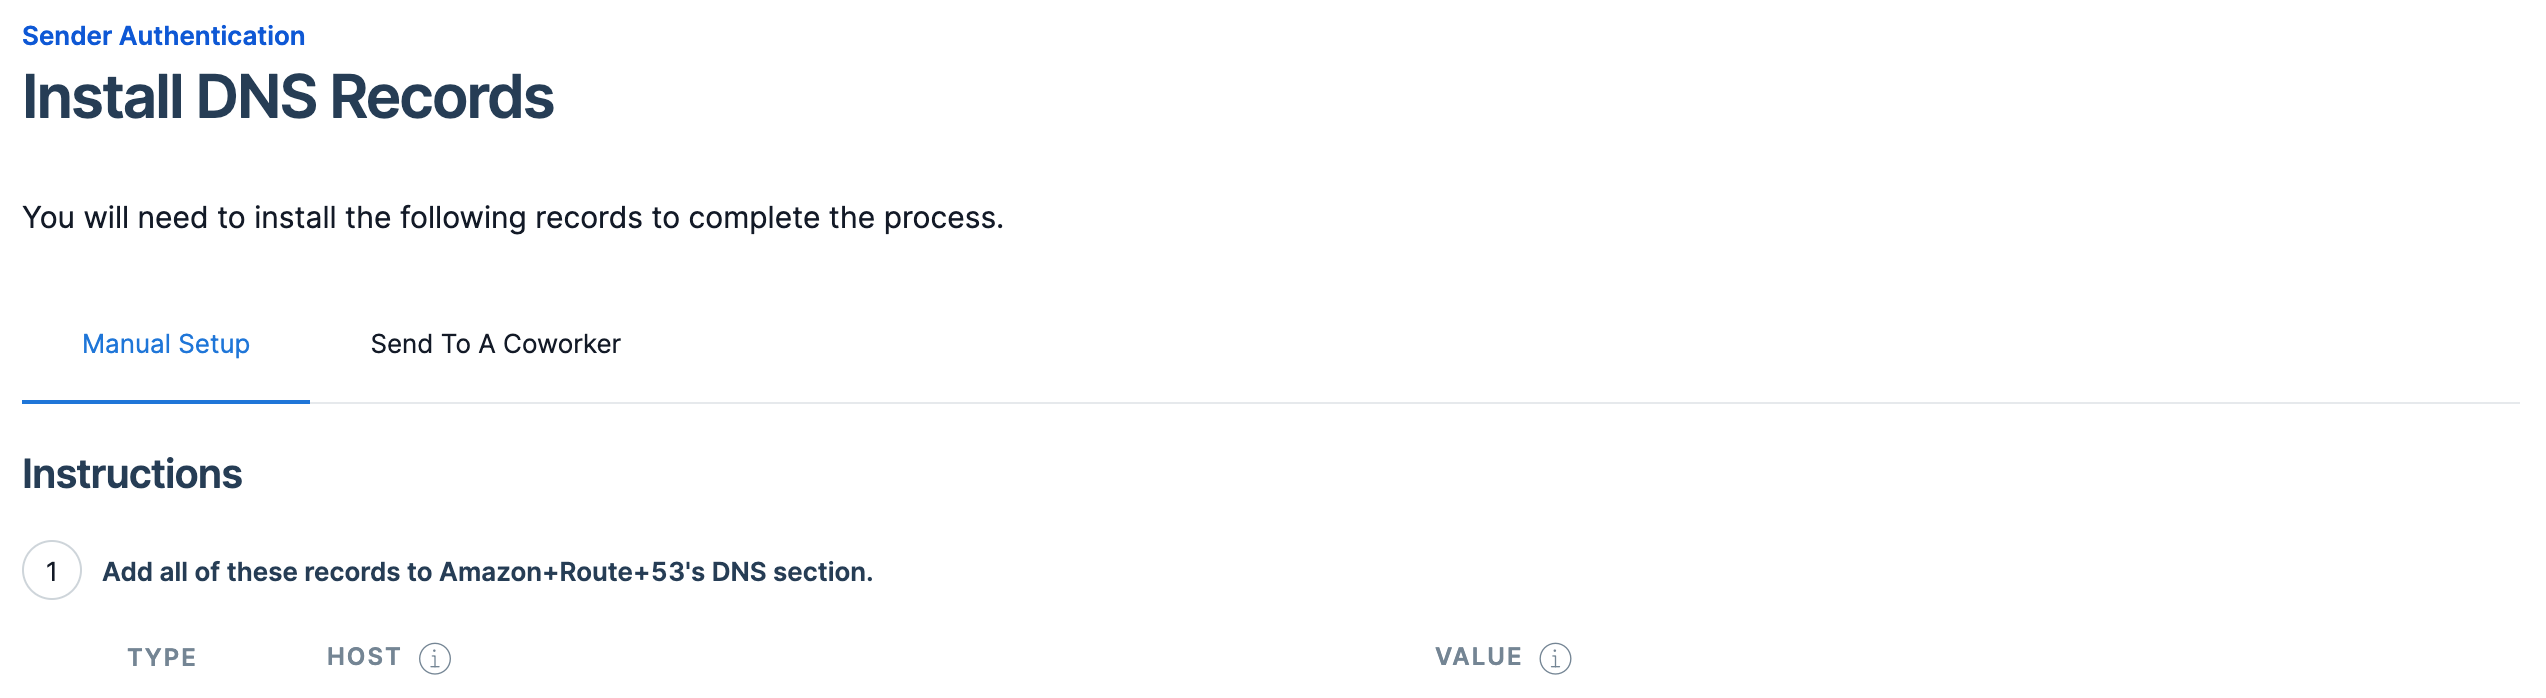 Sender Authentication
Install DNS Records
You will need to install the following records to complete the process.
Manual Setup Send To A Coworker
Instructions
1 Add all of these records to Amazon+Route+53's DNS section.
TYPE HOST VALUE